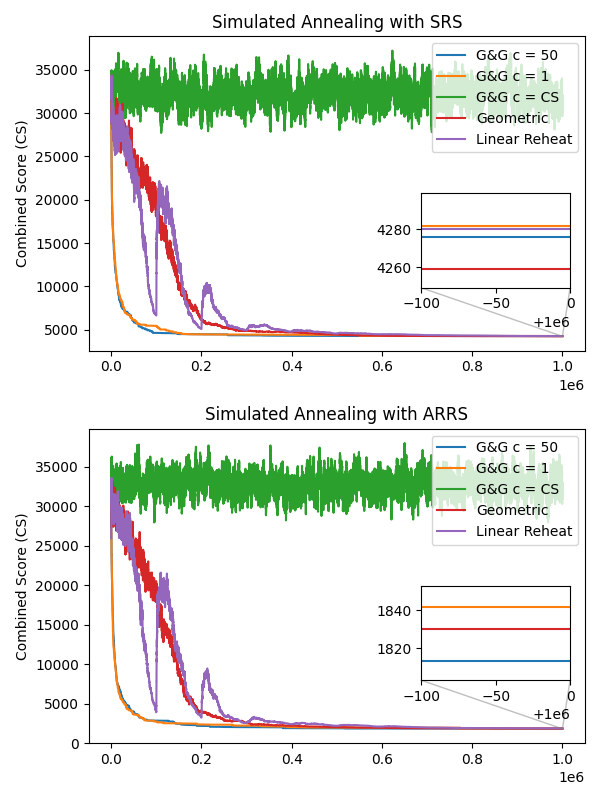 Simulated Annealing with SRS
Combined Score (CS)
35000
30000
25000
20000
15000
10000
5000
G&G c = 50
G&G c = 1
G&G c = CS
Geometric
Linear Reheat
4280
4260
−100
−50
0
+1e6
0.0
0.2
0.4
0.6
0.8
1.0
1e6
Simulated Annealing with ARRS
Combined Score (CS)
35000
30000
25000
20000
15000
10000
5000
0
G&G c = 50
G&G c = 1
G&G c = CS
Geometric
Linear Reheat
1840
1820
−100
−50
0
+1e6
0.0
0.2
0.4
0.6
0.8
1.0
1e6